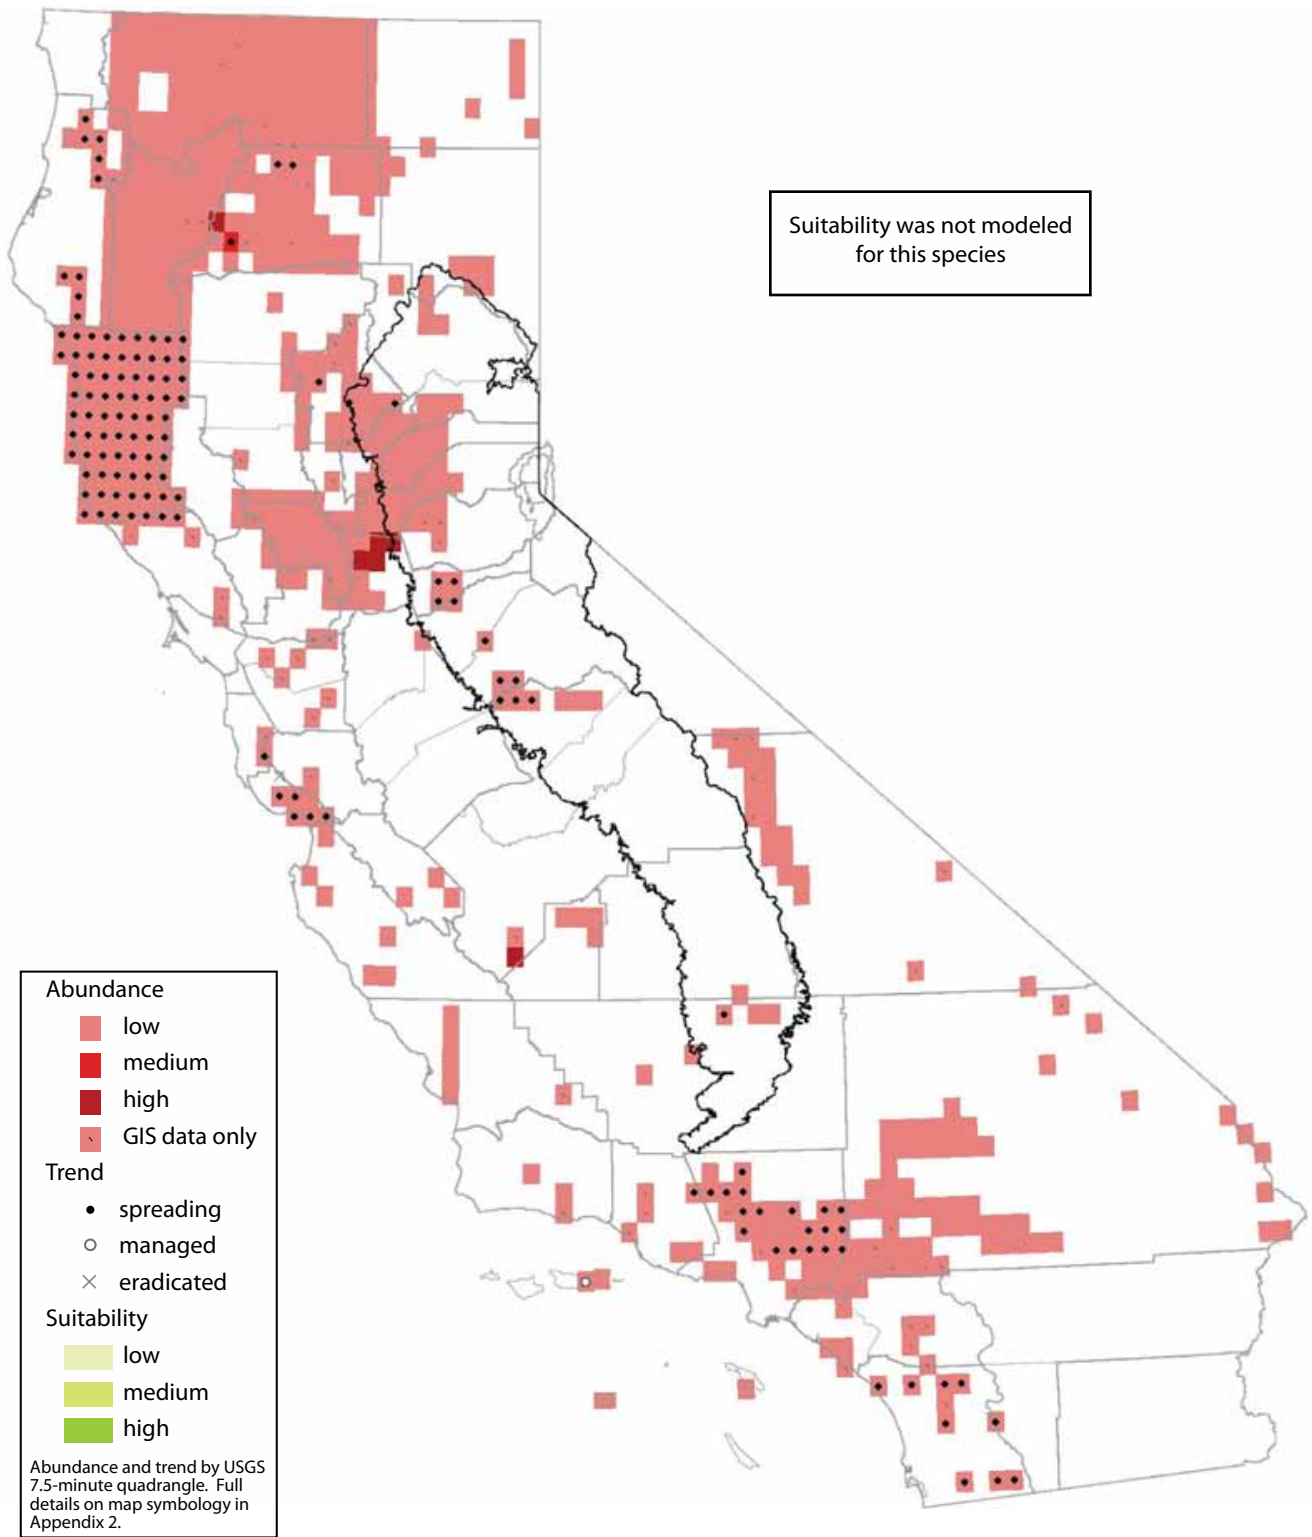 Suitability was not modeled
for this species
Abundance
low
medium
high
GIS data only
Trend
spreading
managed
eradicated
Suitability
low
medium
high
Abundance and trend by USGS
7.5-minute quadrangle. Full
details on map symbology in
Appendix 2.